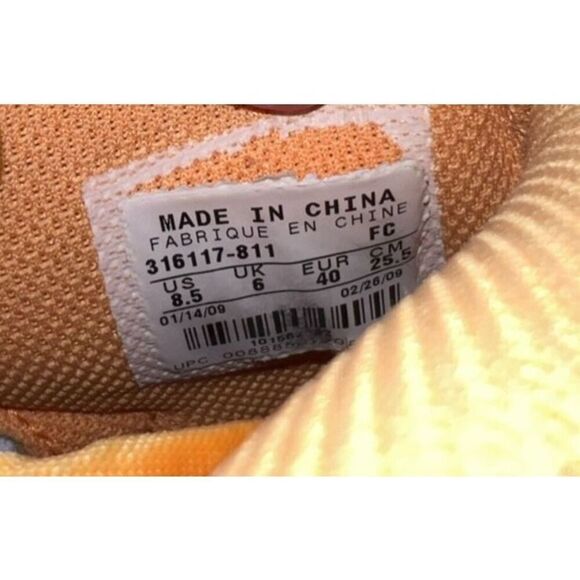 MADE IN CHINA
FABRIQUE EN CHINE
316117-811 FC
US UK EUR CM
8.5 6 40 25.5
01/14/09 02/26/09
UPC